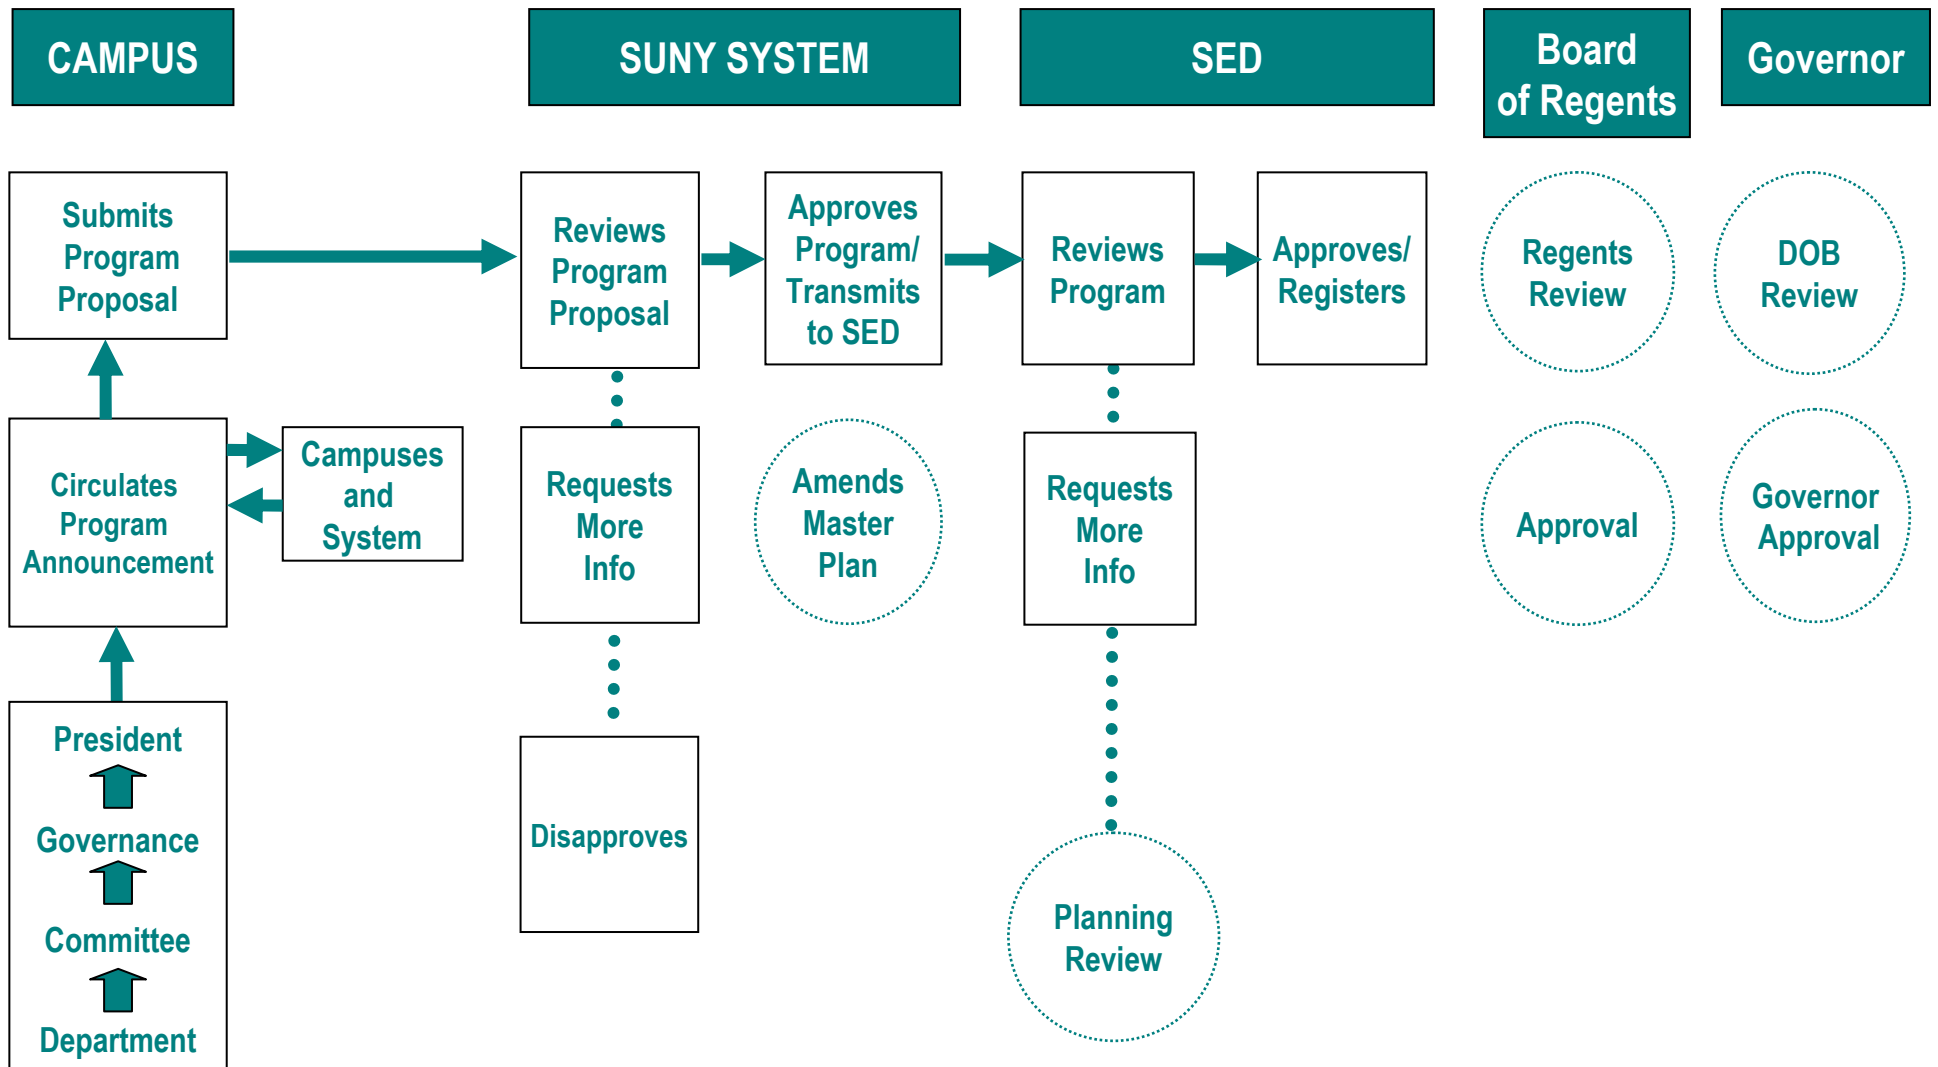 CAMPUS
SUNY SYSTEM
SED
Board
of Regents
Governor
Submits
Program
Proposal
Reviews
Program
Proposal
Approves
Program/
Transmits
to SED
Reviews
Program
Approves/
Registers
Regents
Review
DOB
Review
Circulates
Program
Announcement
Campuses
and
System
Requests
More
Info
Amends
Master
Plan
Requests
More
Info
Approval
Governor
Approval
President
Governance
Committee
Department
Disapproves
Planning
Review